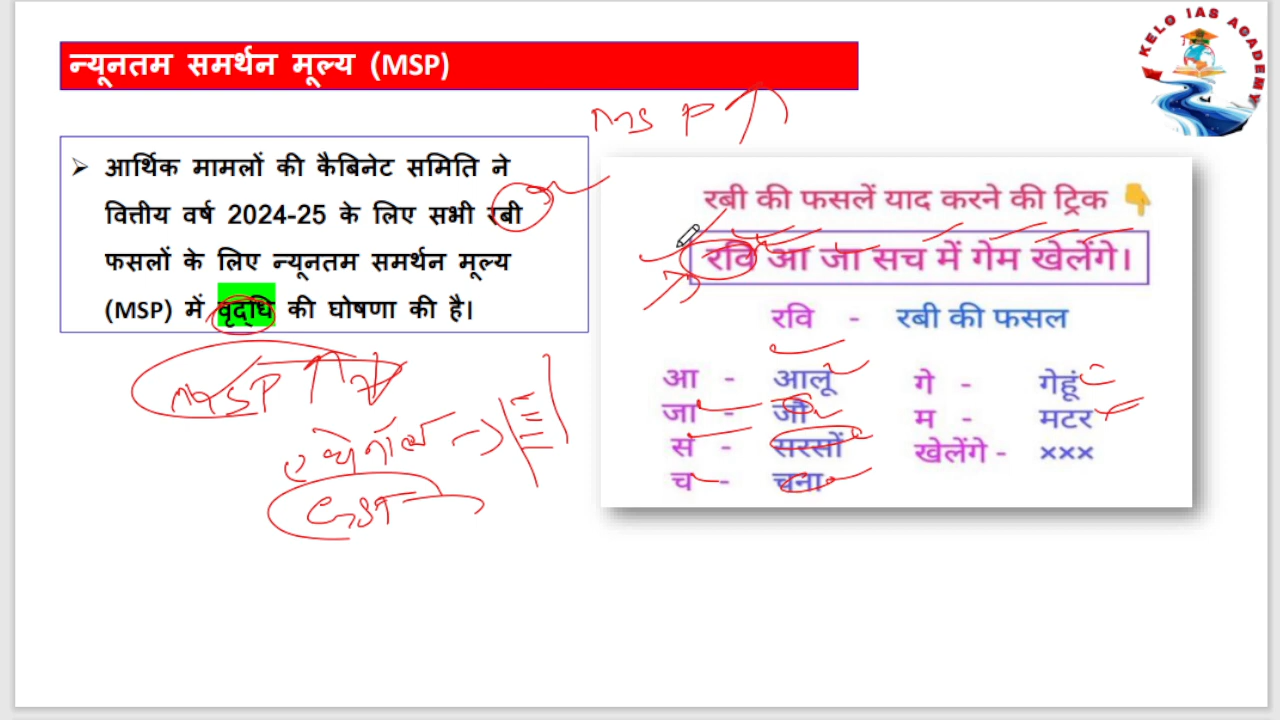 न्यूनतम समर्थन मूल्य (MSP)
KELO IAS ACADEMY
MSP
➢ आर्थिक मामलों की कैबिनेट समिति ने
वित्तीय वर्ष 2024-25 के लिए सभी रबी
फसलों के लिए न्यूनतम समर्थन मूल्य
(MSP) में वृद्धि की घोषणा की है।
रबी की फसलें याद करने की ट्रिक 👇
रवि आ जा सच में गेम खेलेंगे।
रवि - रबी की फसल
आ - आलू
जा - जौ
स - सरसों
च - चना
गे - गेहूं
म - मटर
खेलेंगे - ×××
MSP
GST